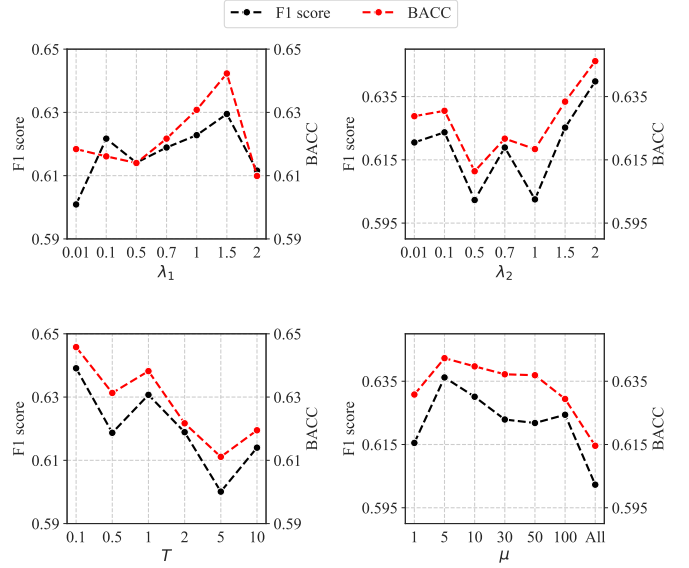 F1 score BACC
0.65 0.65
0.63 0.63
0.61 0.61
0.59 0.59
F1 score
BACC
0.01 0.1 0.5 0.7 1 1.5 2
λ1
0.635 0.635
0.615 0.615
0.595 0.595
F1 score
BACC
0.01 0.1 0.5 0.7 1 1.5 2
λ2
0.65 0.65
0.63 0.63
0.61 0.61
0.59 0.59
F1 score
BACC
0.1 0.5 1 2 5 10
T
0.635 0.635
0.615 0.615
0.595 0.595
F1 score
BACC
1 5 10 30 50 100 All
μ